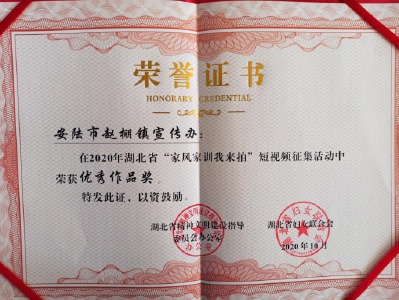 荣誉证书
HONORARY CREDENTIAL
安陆市赵棚镇宣传办:
在2020年湖北省“家风家训我来拍”短视频征集活动中
荣获优秀作品奖。
特发此证,以资鼓励。
湖北省精神文明建设指导 湖北省妇女联合会
委员会办公室
2020年10月